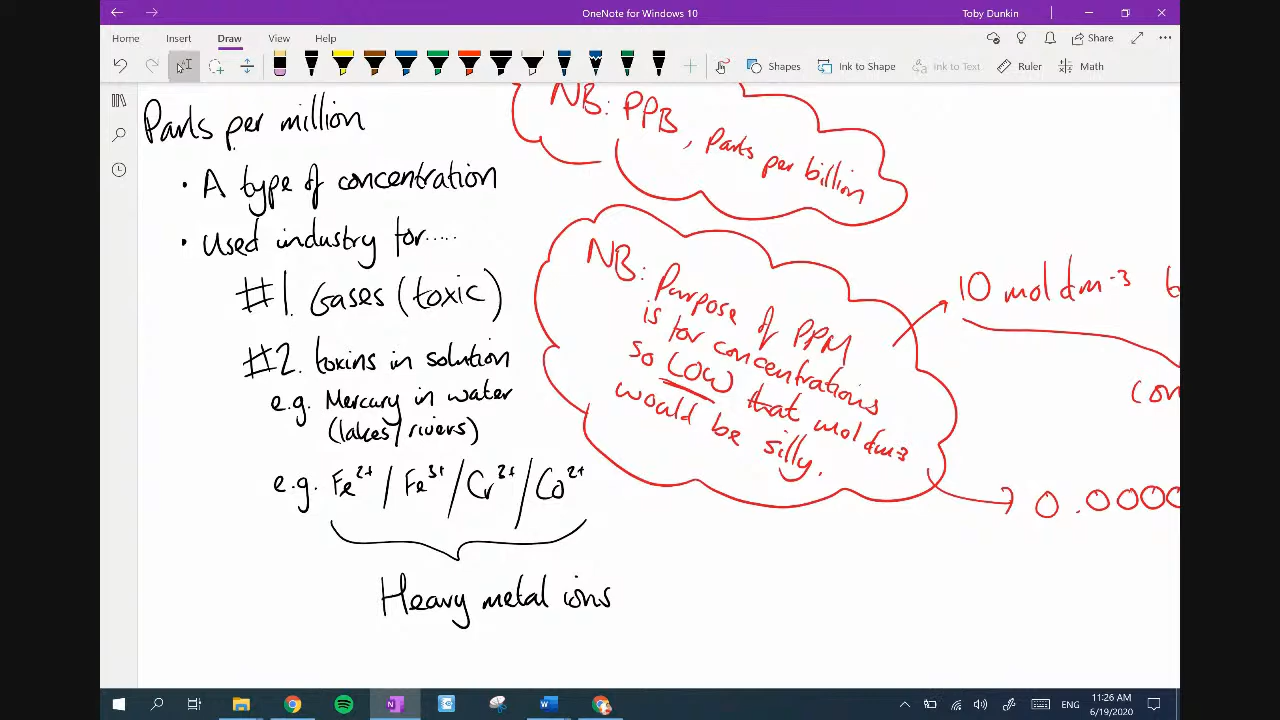 OneNote for Windows 10
Toby Dunkin
Home
Insert
Draw
View
Help
Share
Shapes
Ink to Shape
Ink to Text
Ruler
Math
Parts per million
• A type of concentration
• Used industry for.....
#1. Gases (toxic)
#2. toxins in solution
e.g. Mercury in water
(lakes/rivers)
e.g. Fe²⁺ / Fe³⁺ / Cr³⁺ / Co²⁺
Heavy metal ions
NB: PPB, parts per billion
NB: Purpose of PPM
is for concentrations
so LOW that mol dm⁻³
would be silly.
10 mol dm⁻³
0.0000
ENG
11:26 AM
6/19/2020